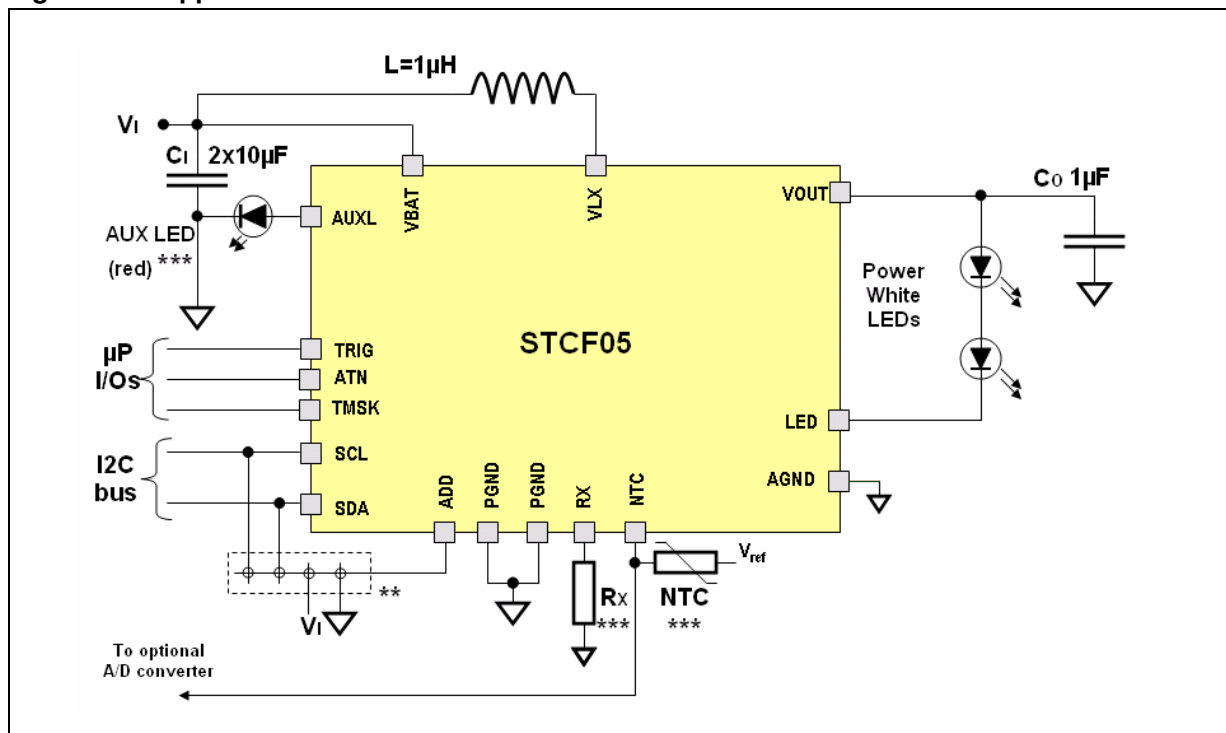 L=1µH
VI
CI 2x10µF
VBAT
VLX
VOUT
CO 1µF
AUXL
AUX LED
(red) ***
Power
White
LEDs
STCF05
µP
I/Os
TRIG
ATN
TMSK
LED
I2C
bus
SCL
SDA
ADD
PGND
PGND
RX
NTC
AGND
Vref
**
RX
***
NTC
***
VI
To optional
A/D converter